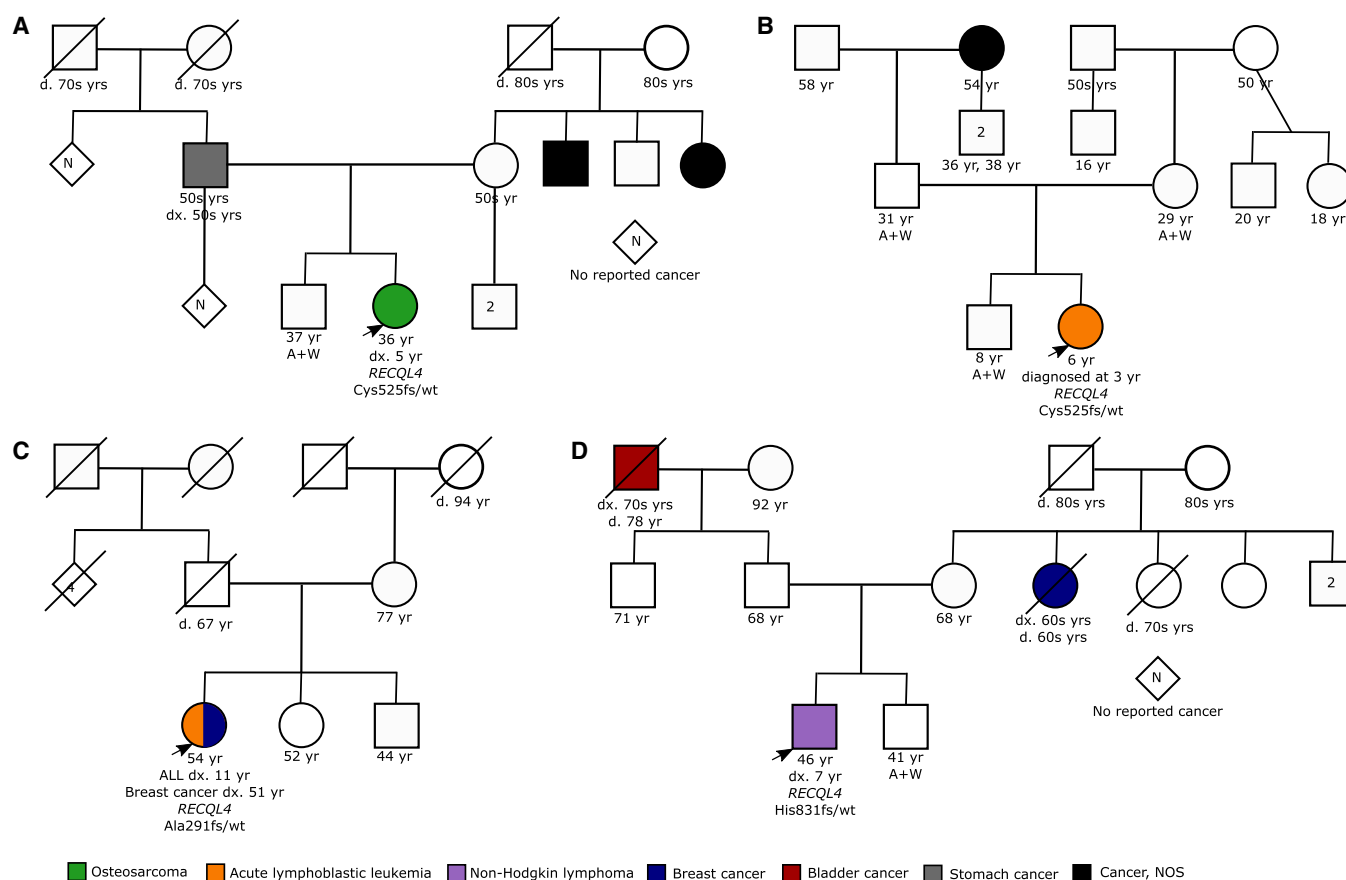 A
d. 70s yrs
d. 70s yrs
d. 80s yrs
80s yrs
N
50s yrs
dx. 50s yrs
50s yr
N
No reported cancer
N
37 yr
A+W
36 yr
dx. 5 yr
RECQL4
Cys525fs/wt
2
B
58 yr
54 yr
50s yrs
50 yr
2
36 yr, 38 yr
16 yr
31 yr
A+W
29 yr
A+W
20 yr
18 yr
8 yr
A+W
6 yr
diagnosed at 3 yr
RECQL4
Cys525fs/wt
C
d. 94 yr
4
d. 67 yr
77 yr
54 yr
ALL dx. 11 yr
Breast cancer dx. 51 yr
RECQL4
Ala291fs/wt
52 yr
44 yr
D
dx. 70s yrs
d. 78 yr
92 yr
d. 80s yrs
80s yrs
71 yr
68 yr
68 yr
dx. 60s yrs
d. 60s yrs
d. 70s yrs
2
N
No reported cancer
46 yr
dx. 7 yr
RECQL4
His831fs/wt
41 yr
A+W
Osteosarcoma
Acute lymphoblastic leukemia
Non-Hodgkin lymphoma
Breast cancer
Bladder cancer
Stomach cancer
Cancer, NOS